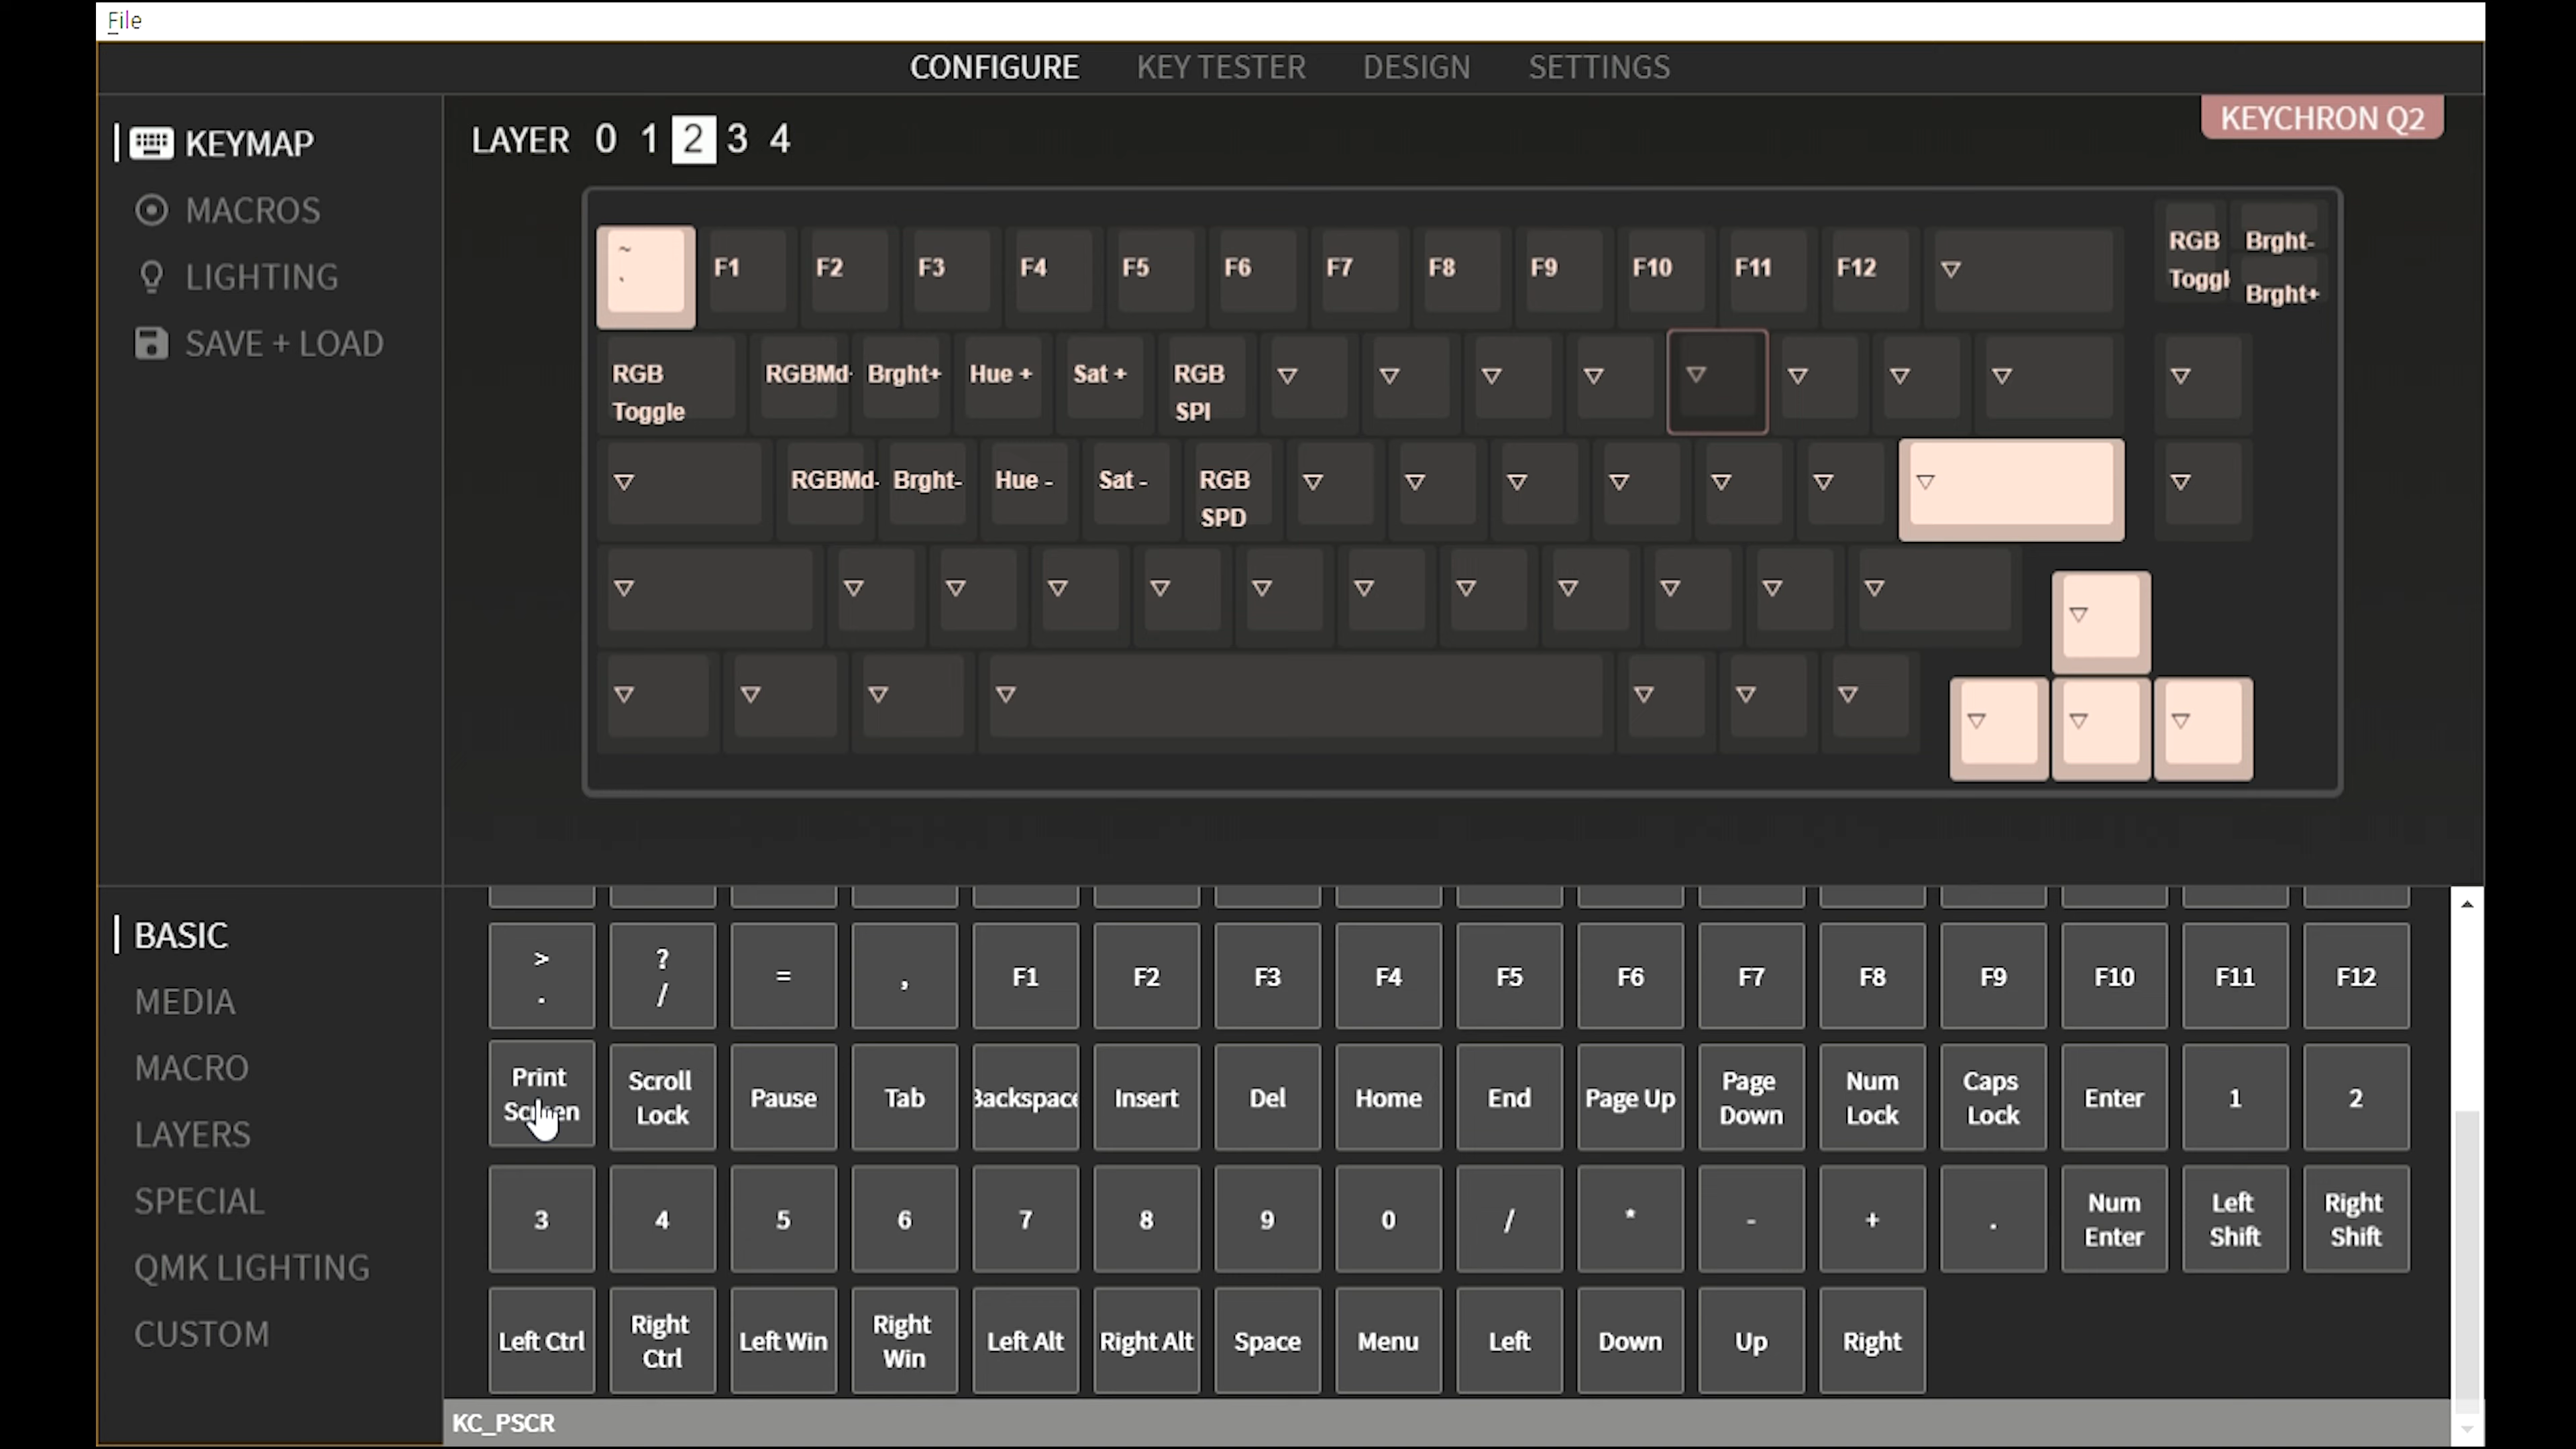 File
CONFIGURE KEY TESTER DESIGN SETTINGS
KEYMAP
MACROS
LIGHTING
SAVE + LOAD
LAYER 0 1 2 3 4
KEYCHRON Q2
~
` F1 F2 F3 F4 F5 F6 F7 F8 F9 F10 F11 F12 ▽
RGB
Toggl
Brght-
Brght+
RGB
Toggle
RGBMd+ Brght+ Hue + Sat +
RGB
SPI
▽ ▽ ▽ ▽ ▽ ▽ ▽ ▽ ▽
▽ RGBMd- Brght- Hue - Sat -
RGB
SPD
▽ ▽ ▽ ▽ ▽ ▽ ▽ ▽
▽ ▽ ▽ ▽ ▽ ▽ ▽ ▽ ▽ ▽ ▽ ▽ ▽
▽ ▽ ▽ ▽ ▽ ▽ ▽ ▽ ▽ ▽
BASIC
MEDIA
MACRO
LAYERS
SPECIAL
QMK LIGHTING
CUSTOM
>
.
?
/
= , F1 F2 F3 F4 F5 F6 F7 F8 F9 F10 F11 F12
Print
Screen
Scroll
Lock
Pause Tab Backspace Insert Del Home End Page Up
Page
Down
Num
Lock
Caps
Lock
Enter 1 2
3 4 5 6 7 8 9 0 / * - + .
Num
Enter
Left
Shift
Right
Shift
Left Ctrl
Right
Ctrl
Left Win
Right
Win
Left Alt Right Alt Space Menu Left Down Up Right
KC_PSCR